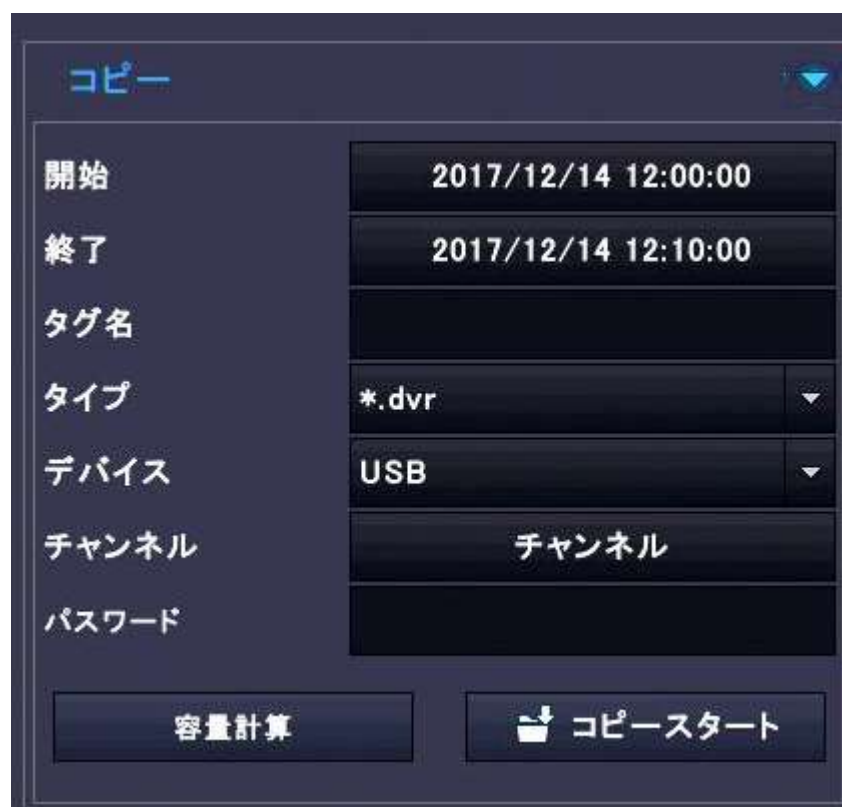 コピー
開始 2017/12/14 12:00:00
終了 2017/12/14 12:10:00
タグ名
タイプ *.dvr
デバイス USB
チャンネル チャンネル
パスワード
容量計算 コピースタート